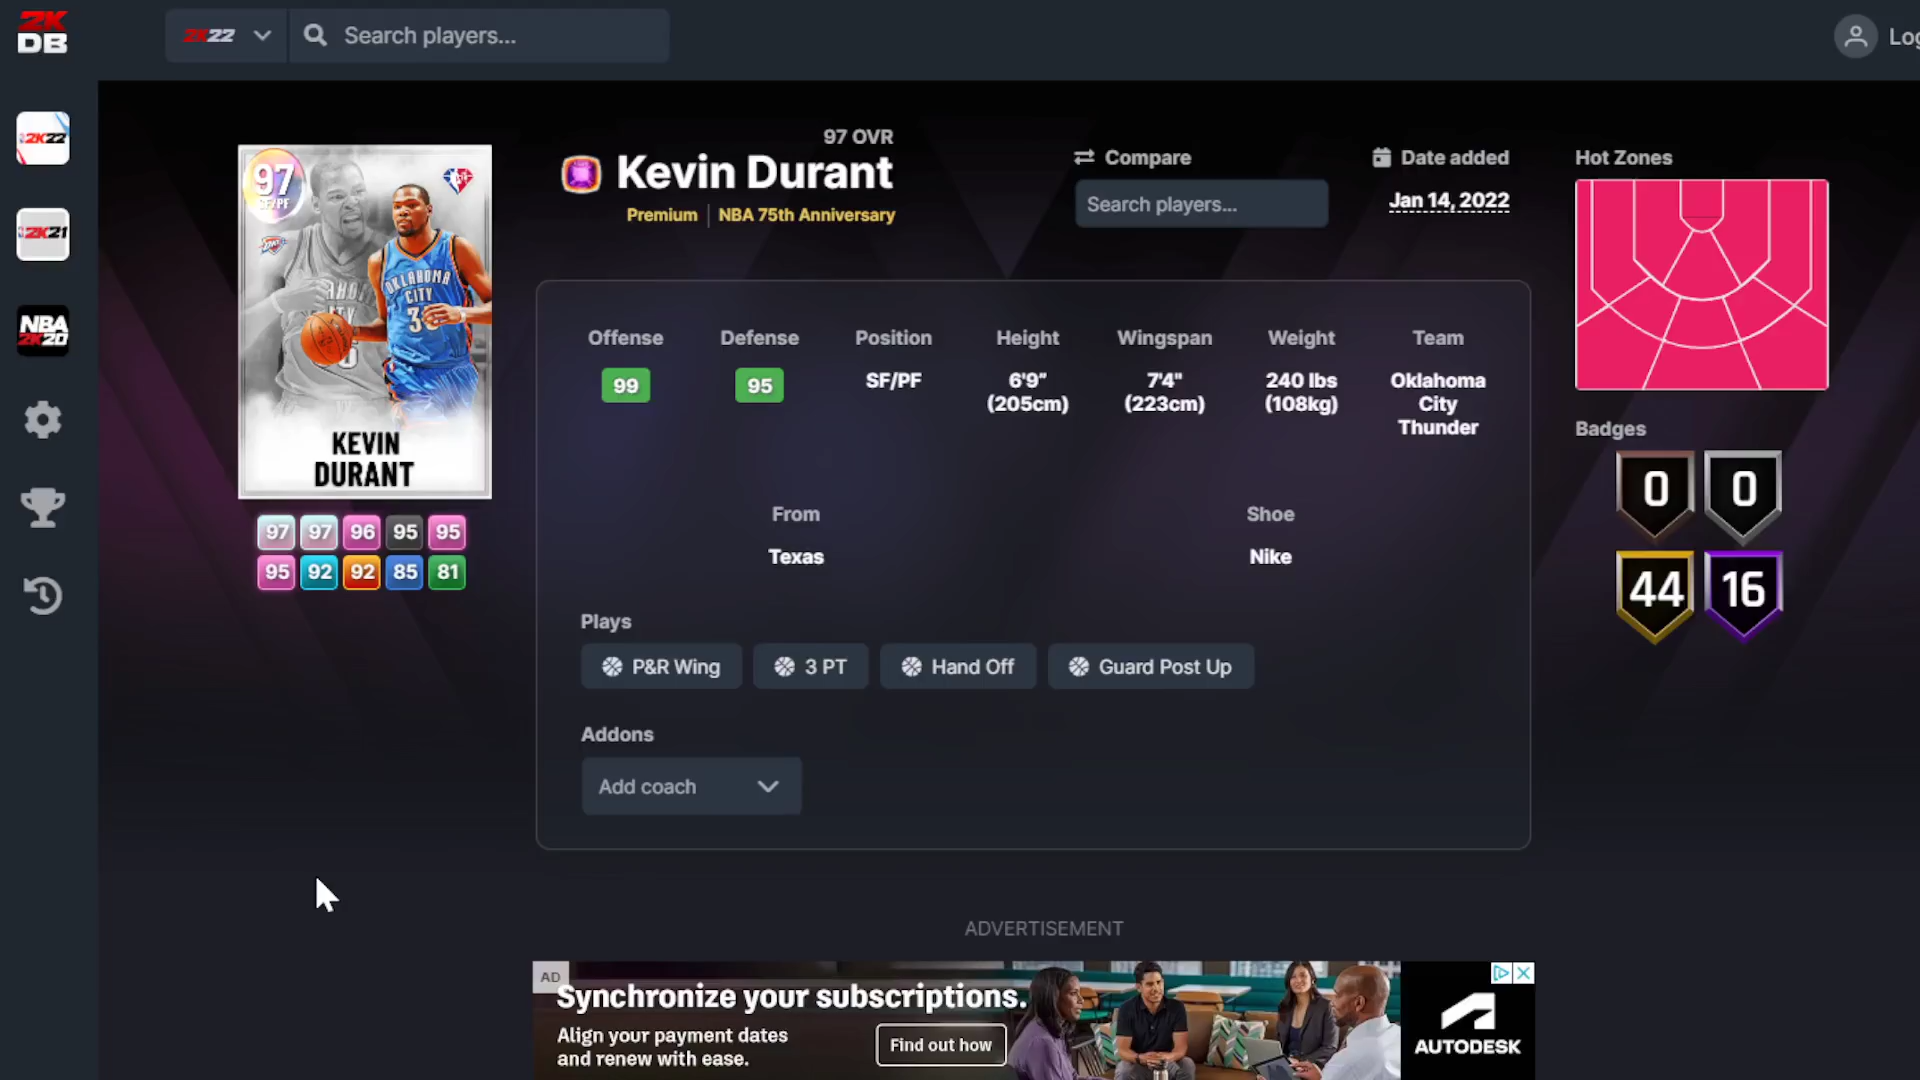 2K
DB
2K22
Search players...
Log
2K22
2K21
NBA
2K20
97
SF/PF
OKLAHOMA
CITY
KEVIN
DURANT
97 97 96 95 95
95 92 92 85 81
97 OVR
Kevin Durant
Premium | NBA 75th Anniversary
Compare
Search players...
Date added
Jan 14, 2022
Offense Defense Position Height Wingspan Weight Team
99 95 SF/PF 6'9" 7'4" 240 lbs Oklahoma
(205cm) (223cm) (108kg) City
Thunder
From Shoe
Texas Nike
Plays
P&R Wing 3 PT Hand Off Guard Post Up
Addons
Add coach
Hot Zones
Badges
0 0
44 16
ADVERTISEMENT
AD
Synchronize your subscriptions.
Align your payment dates
and renew with ease.
Find out how
AUTODESK